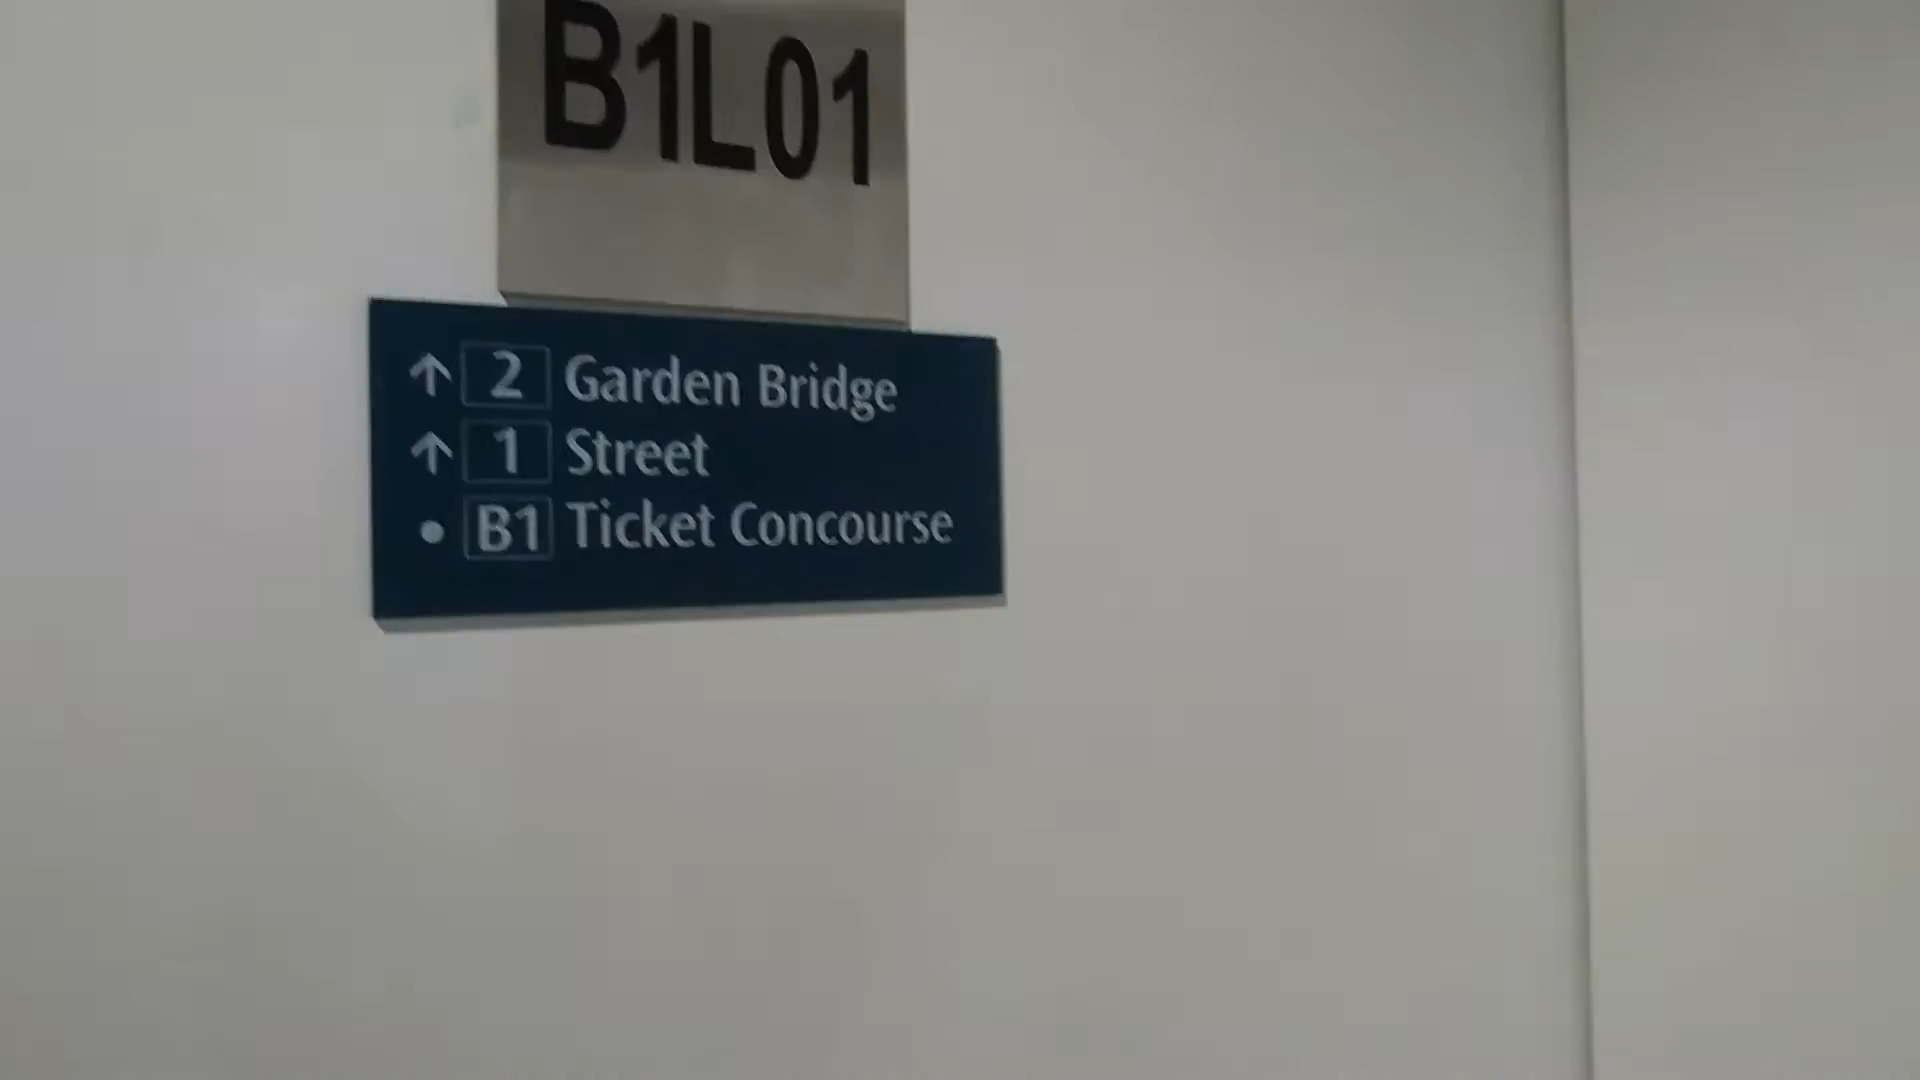 B1L01
↑ 2 Garden Bridge
↑ 1 Street
• B1 Ticket Concourse